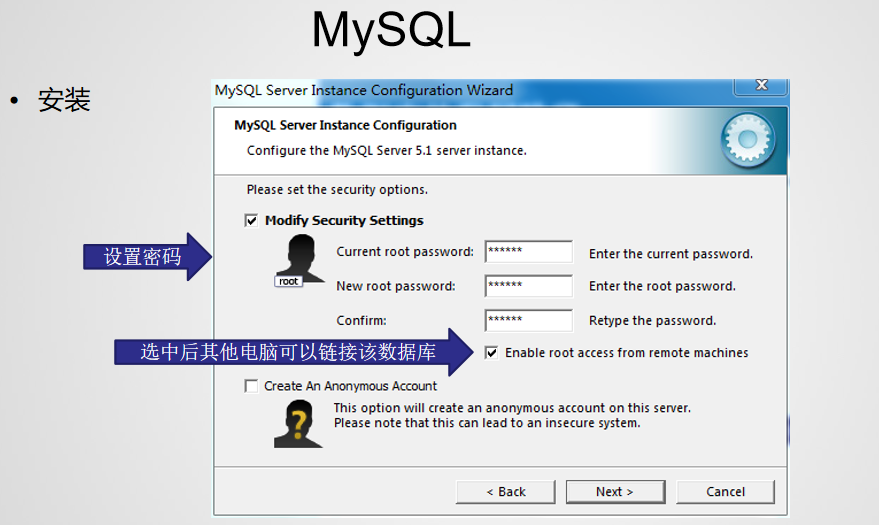 MySQL
• 安装
MySQL Server Instance Configuration Wizard
MySQL Server Instance Configuration
Configure the MySQL Server 5.1 server instance.
Please set the security options.
Modify Security Settings
设置密码
root
Current root password: ****** Enter the current password.
New root password: ****** Enter the root password.
Confirm: ****** Retype the password.
选中后其他电脑可以链接该数据库
Enable root access from remote machines
Create An Anonymous Account
This option will create an anonymous account on this server.
Please note that this can lead to an insecure system.
< Back Next > Cancel